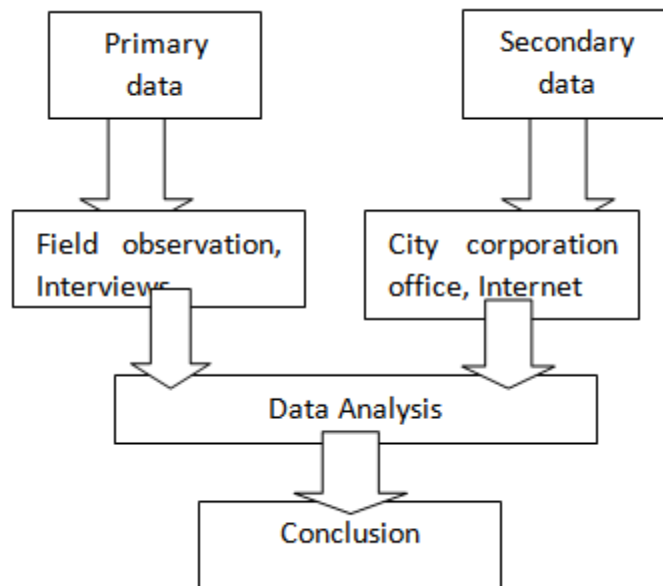 Primary
data
Secondary
data
Field observation,
Interviews
City corporation
office, Internet
Data Analysis
Conclusion